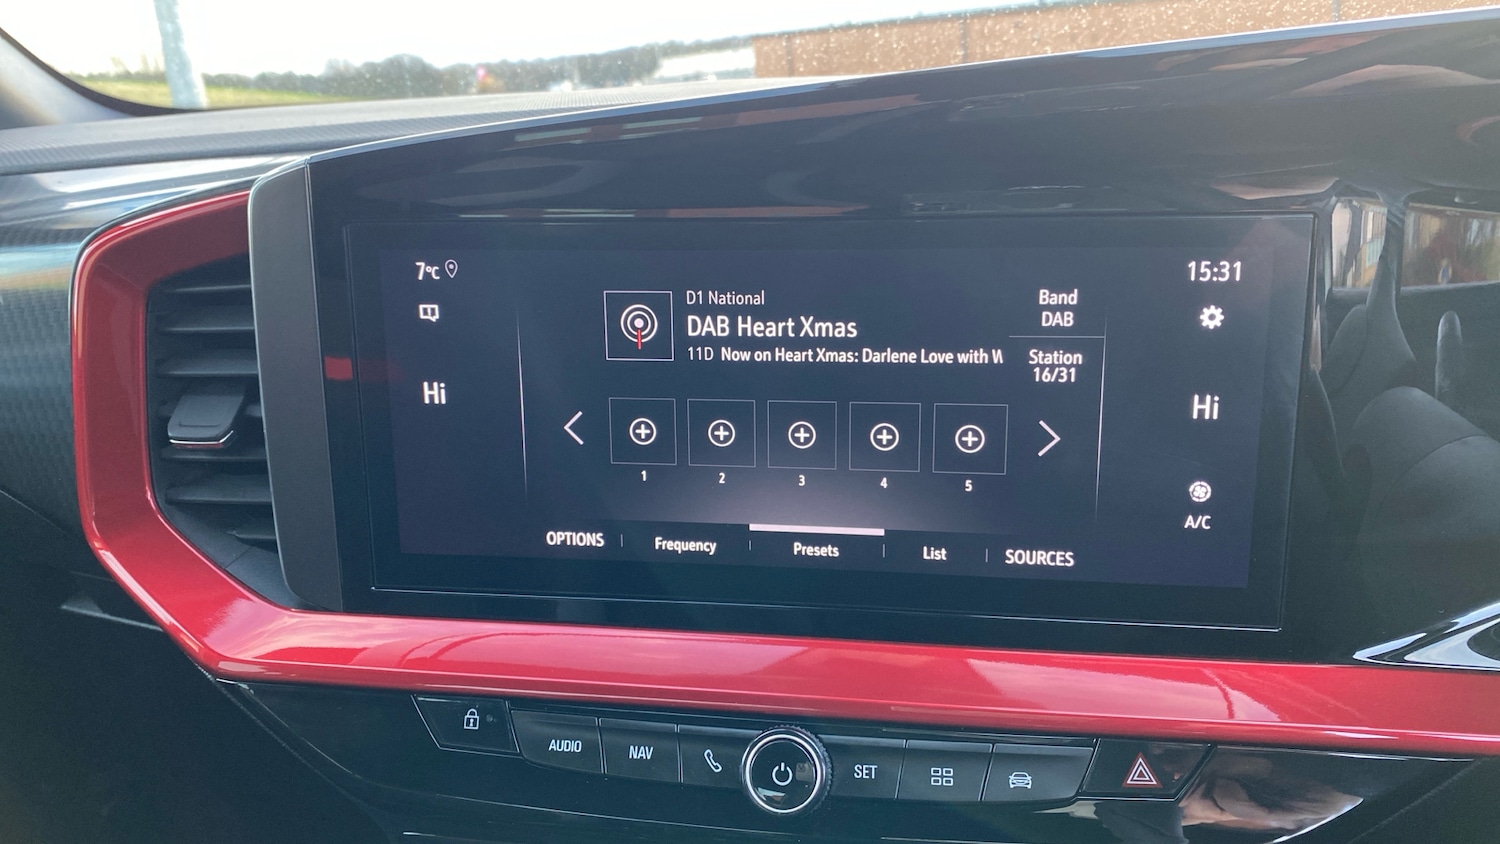 7°C
15:31
D1 National
DAB Heart Xmas
11D Now on Heart Xmas: Darlene Love with
Band
DAB
Station
16/31
Hi
Hi
1 2 3 4 5
A/C
OPTIONS Frequency Presets List SOURCES
AUDIO NAV SET